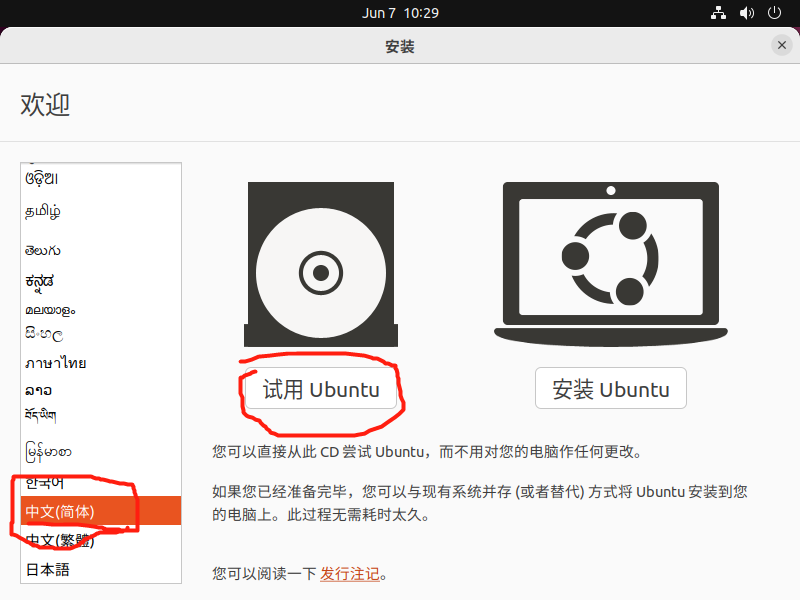 Jun 7 10:29
安装
欢迎
ଓଡ଼ିଆ
தமிழ்
తెలుగు
ಕನ್ನಡ
മലയാളം
සිංහල
ภาษาไทย
ລາວ
བོད་ཡིག
မြန်မာစာ
한국어
中文(简体)
中文(繁體)
日本語
试用 Ubuntu
安装 Ubuntu
您可以直接从此 CD 尝试 Ubuntu，而不用对您的电脑作任何更改。
如果您已经准备完毕，您可以与现有系统并存 (或者替代) 方式将 Ubuntu 安装到您
的电脑上。此过程无需耗时太久。
您可以阅读一下 发行注记。